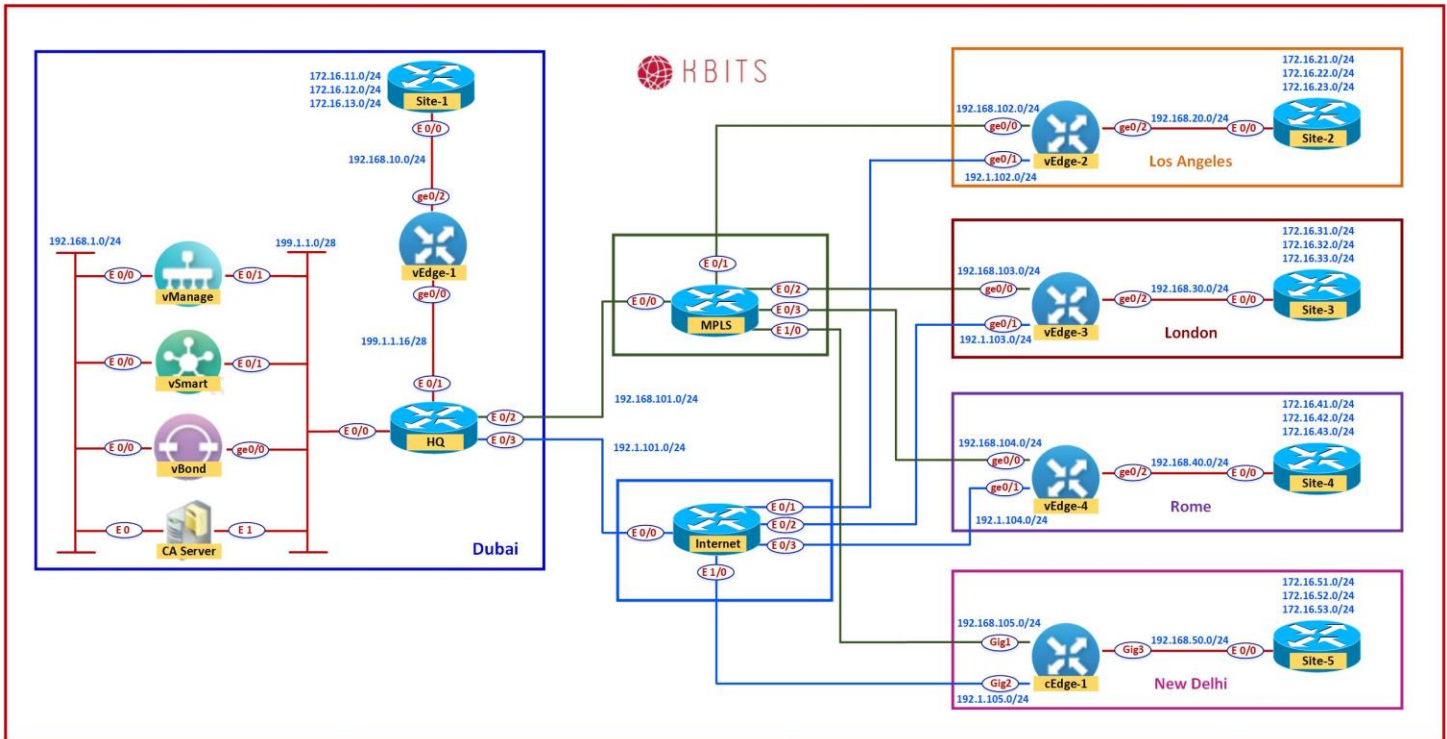 KBITS
172.16.11.0/24
172.16.12.0/24
172.16.13.0/24
Site-1
E 0/0
192.168.10.0/24
ge0/2
vEdge-1
ge0/0
199.1.1.16/28
E 0/1
192.168.1.0/24
199.1.1.0/28
E 0/0
vManage
E 0/1
E 0/0
vSmart
E 0/1
E 0/0
vBond
ge0/0
E 0
CA Server
E 1
E 0/0
HQ
E 0/2
E 0/3
Dubai
192.168.101.0/24
192.1.101.0/24
E 0/1
E 0/0
MPLS
E 0/2
E 0/3
E 1/0
E 0/0
Internet
E 0/1
E 0/2
E 0/3
E 1/0
172.16.21.0/24
172.16.22.0/24
172.16.23.0/24
192.168.102.0/24
ge0/0
ge0/1
192.1.102.0/24
vEdge-2
ge0/2
192.168.20.0/24
E 0/0
Site-2
Los Angeles
172.16.31.0/24
172.16.32.0/24
172.16.33.0/24
192.168.103.0/24
ge0/0
ge0/1
192.1.103.0/24
vEdge-3
ge0/2
192.168.30.0/24
E 0/0
Site-3
London
172.16.41.0/24
172.16.42.0/24
172.16.43.0/24
192.168.104.0/24
ge0/0
ge0/1
192.1.104.0/24
vEdge-4
ge0/2
192.168.40.0/24
E 0/0
Site-4
Rome
172.16.51.0/24
172.16.52.0/24
172.16.53.0/24
192.168.105.0/24
Gig1
Gig2
192.1.105.0/24
cEdge-1
Gig3
192.168.50.0/24
E 0/0
Site-5
New Delhi